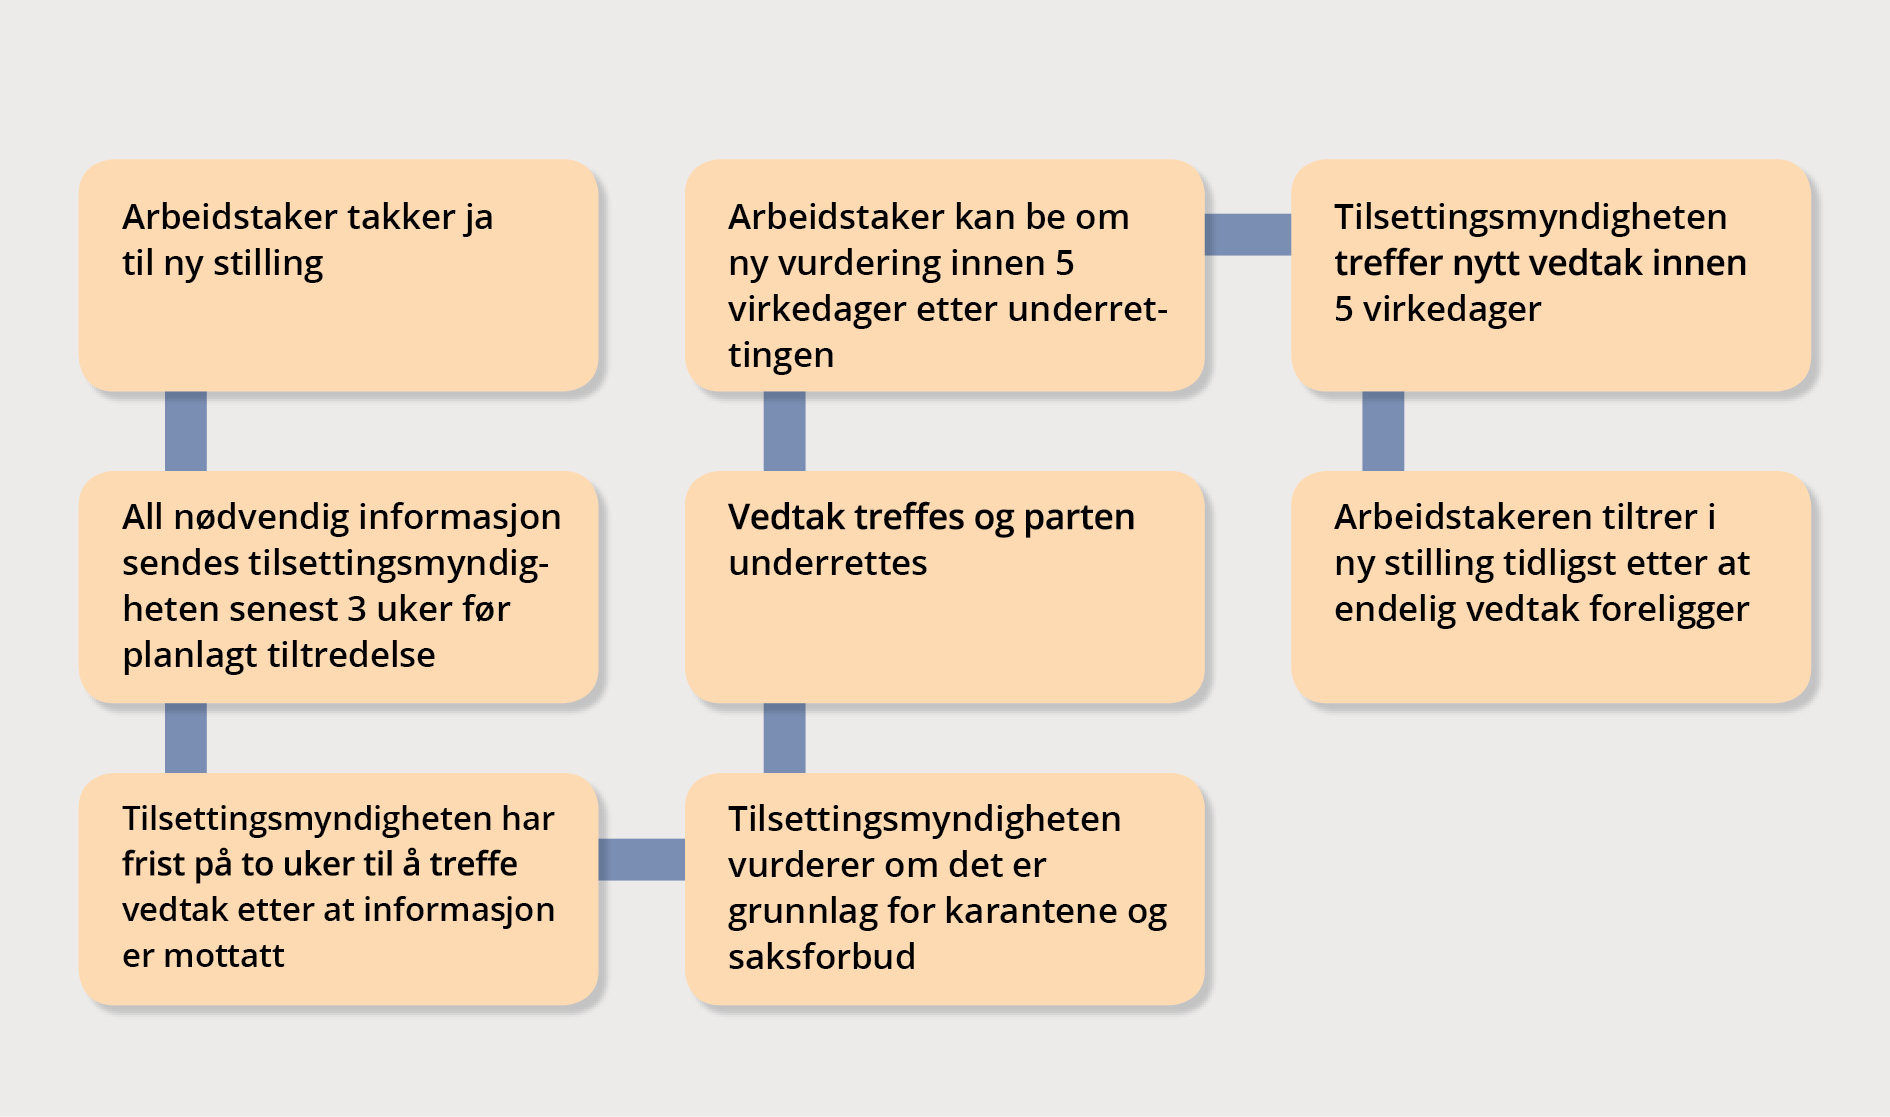 Arbeidstaker takker ja
til ny stilling
All nødvendig informasjon
sendes tilsettingsmyndig-
heten senest 3 uker før
planlagt tiltredelse
Tilsettingsmyndigheten har
frist på to uker til å treffe
vedtak etter at informasjon
er mottatt
Tilsettingsmyndigheten
vurderer om det er
grunnlag for karantene og
saksforbud
Vedtak treffes og parten
underrettes
Arbeidstaker kan be om
ny vurdering innen 5
virkedager etter underret-
tingen
Tilsettingsmyndigheten
treffer nytt vedtak innen
5 virkedager
Arbeidstakeren tiltrer i
ny stilling tidligst etter at
endelig vedtak foreligger